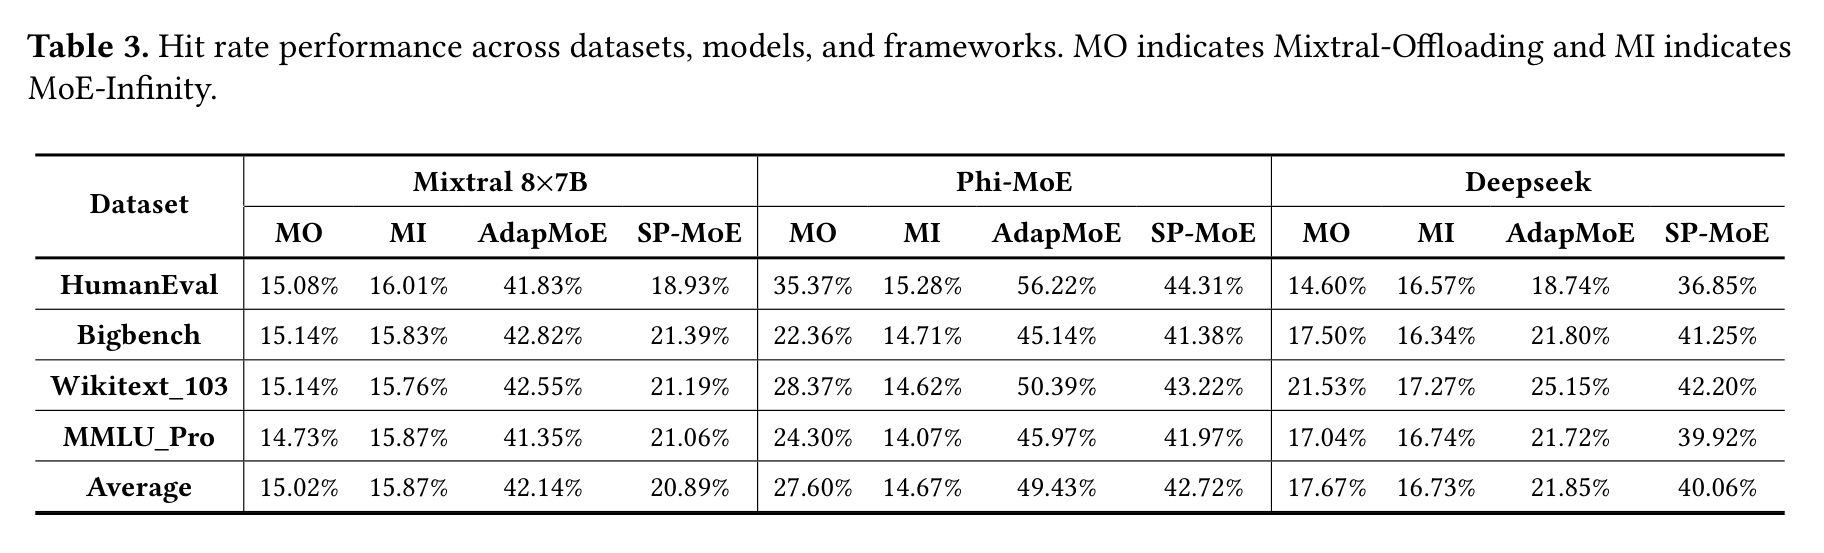 Table 3. Hit rate performance across datasets, models, and frameworks. MO indicates Mixtral-Offloading and MI indicates
MoE-Infinity.
Dataset Mixtral 8×7B Phi-MoE Deepseek
MO MI AdapMoE SP-MoE MO MI AdapMoE SP-MoE MO MI AdapMoE SP-MoE
HumanEval 15.08% 16.01% 41.83% 18.93% 35.37% 15.28% 56.22% 44.31% 14.60% 16.57% 18.74% 36.85%
Bigbench 15.14% 15.83% 42.82% 21.39% 22.36% 14.71% 45.14% 41.38% 17.50% 16.34% 21.80% 41.25%
Wikitext_103 15.14% 15.76% 42.55% 21.19% 28.37% 14.62% 50.39% 43.22% 21.53% 17.27% 25.15% 42.20%
MMLU_Pro 14.73% 15.87% 41.35% 21.06% 24.30% 14.07% 45.97% 41.97% 17.04% 16.74% 21.72% 39.92%
Average 15.02% 15.87% 42.14% 20.89% 27.60% 14.67% 49.43% 42.72% 17.67% 16.73% 21.85% 40.06%